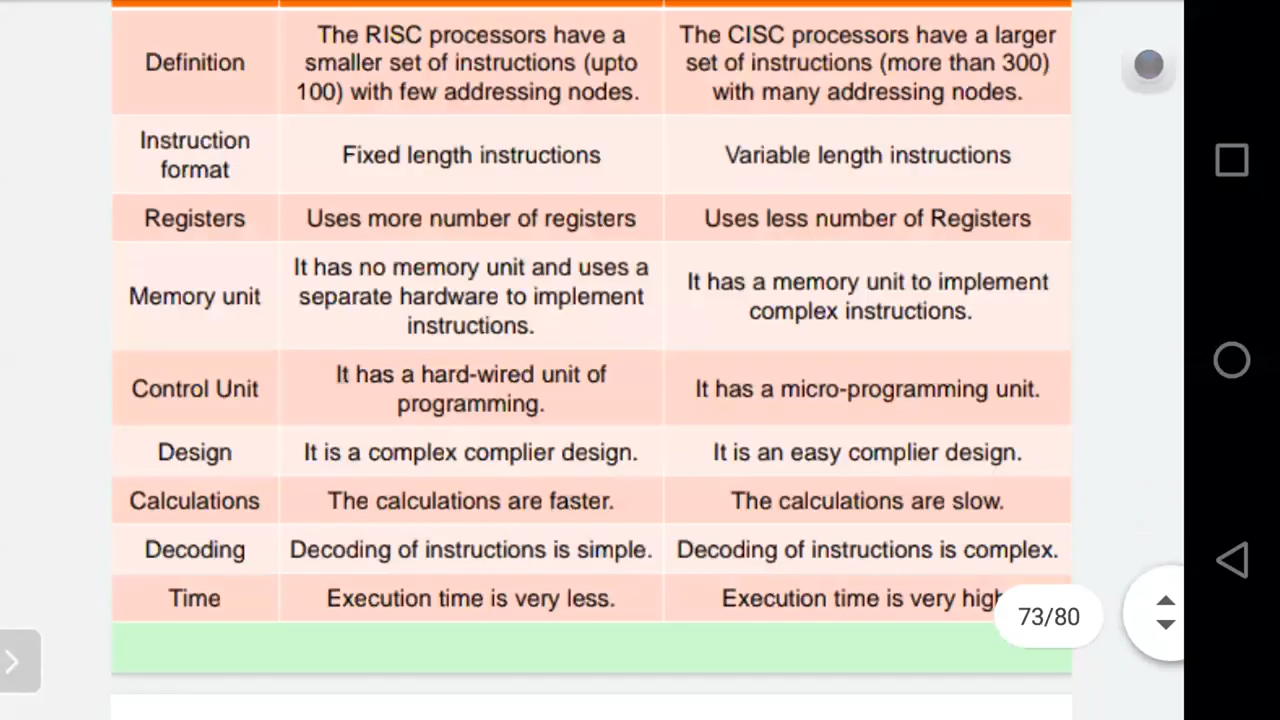 Definition
The RISC processors have a
smaller set of instructions (upto
100) with few addressing nodes.
The CISC processors have a larger
set of instructions (more than 300)
with many addressing nodes.
Instruction
format
Fixed length instructions
Variable length instructions
Registers
Uses more number of registers
Uses less number of Registers
Memory unit
It has no memory unit and uses a
separate hardware to implement
instructions.
It has a memory unit to implement
complex instructions.
Control Unit
It has a hard-wired unit of
programming.
It has a micro-programming unit.
Design
It is a complex complier design.
It is an easy complier design.
Calculations
The calculations are faster.
The calculations are slow.
Decoding
Decoding of instructions is simple.
Decoding of instructions is complex.
Time
Execution time is very less.
Execution time is very high
73/80